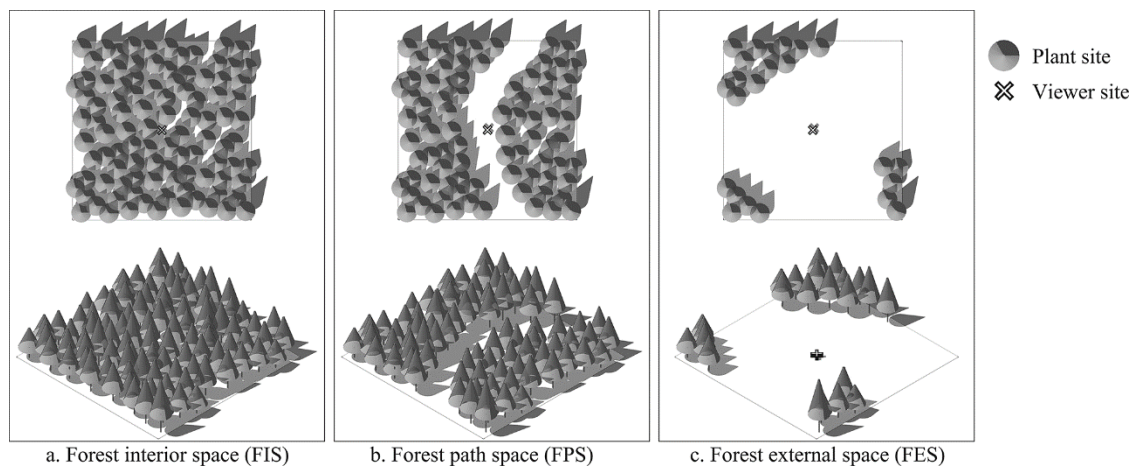 Plant site
Viewer site
a. Forest interior space (FIS)
b. Forest path space (FPS)
c. Forest external space (FES)